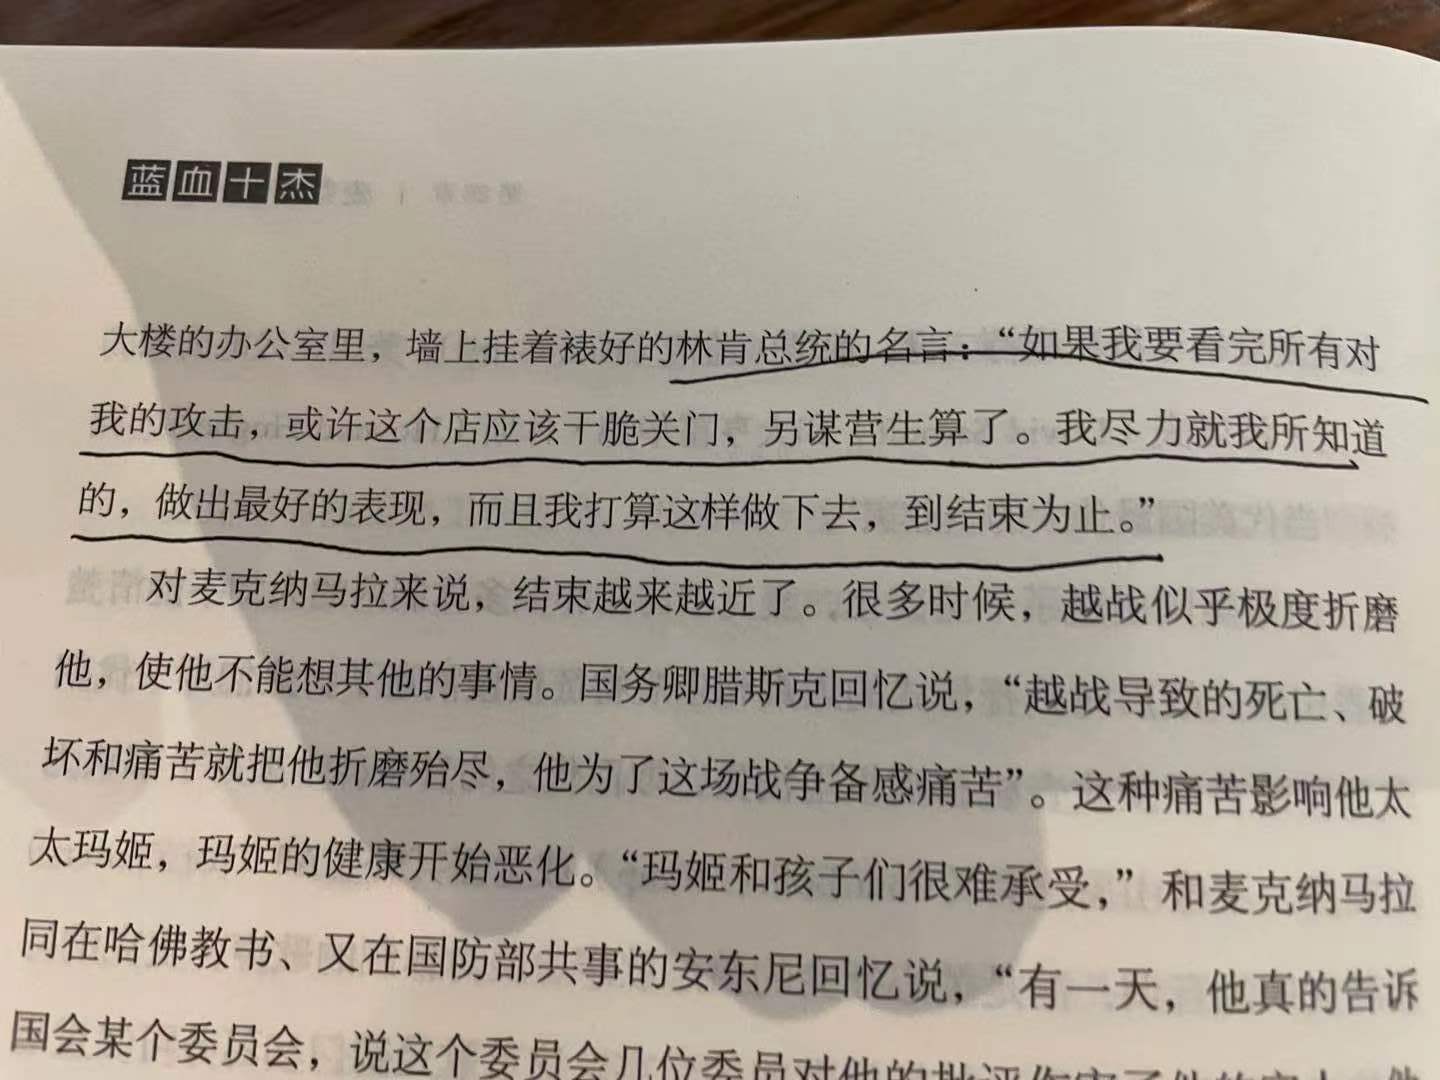 蓝血十杰
大楼的办公室里，墙上挂着裱好的林肯总统的名言：“如果我要看完所有对
我的攻击，或许这个店应该干脆关门，另谋营生算了。我尽力就我所知道
的，做出最好的表现，而且我打算这样做下去，到结束为止。”
对麦克纳马拉来说，结束越来越近了。很多时候，越战似乎极度折磨
他，使他不能想其他的事情。国务卿腊斯克回忆说，“越战导致的死亡、破
坏和痛苦就把他折磨殆尽，他为了这场战争备感痛苦”。这种痛苦影响他太
太玛姬，玛姬的健康开始恶化。“玛姬和孩子们很难承受，”和麦克纳马拉
同在哈佛教书、又在国防部共事的安东尼回忆说，“有一天，他真的告诉
国会某个委员会，说这个委员会几位委员对他的批评伤害了他的